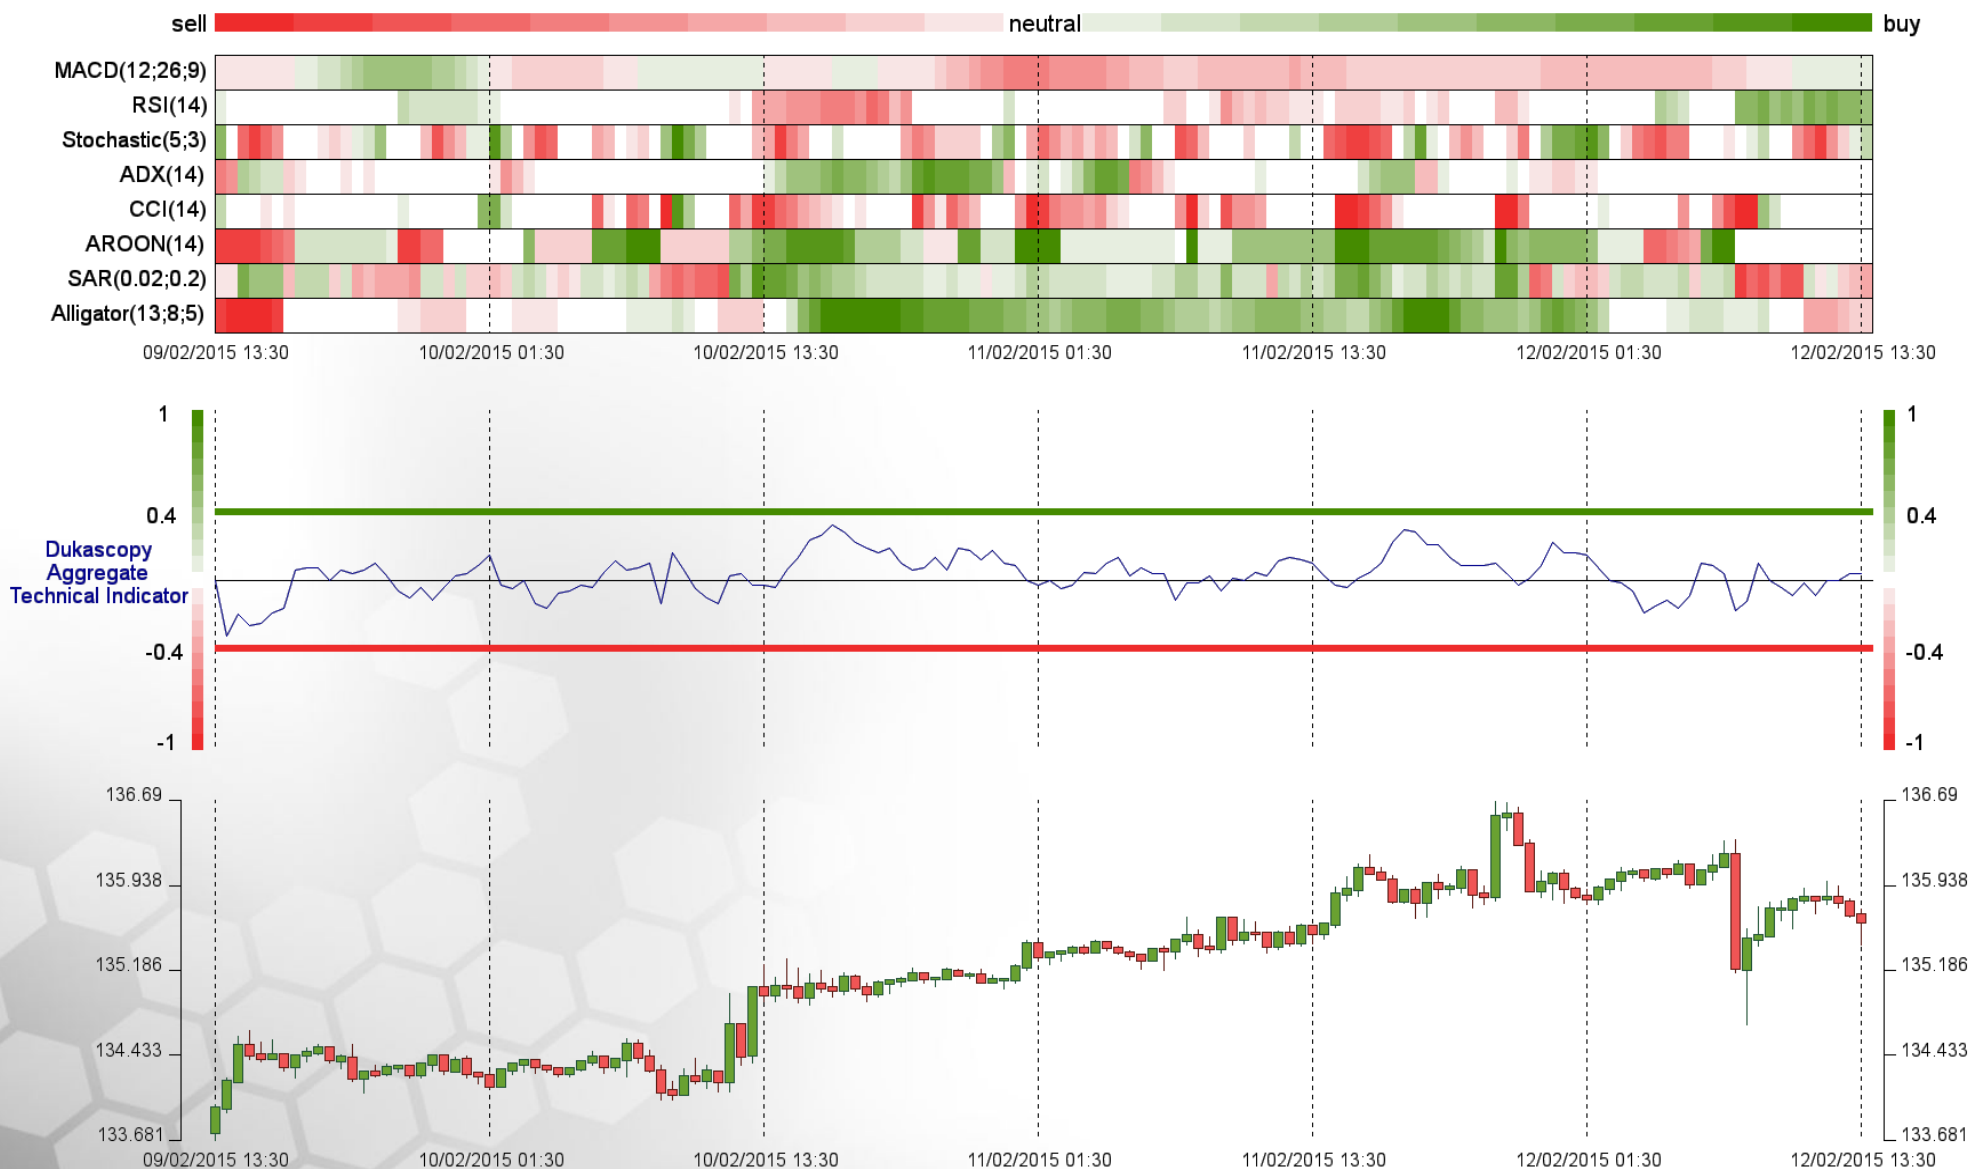 sell neutral buy
MACD(12;26;9)
RSI(14)
Stochastic(5;3)
ADX(14)
CCI(14)
AROON(14)
SAR(0.02;0.2)
Alligator(13;8;5)
09/02/2015 13:30 10/02/2015 01:30 10/02/2015 13:30 11/02/2015 01:30 11/02/2015 13:30 12/02/2015 01:30 12/02/2015 13:30
1 1
0.4 0.4
Dukascopy
Aggregate
Technical Indicator
-0.4 -0.4
-1 -1
136.69 136.69
135.938 135.938
135.186 135.186
134.433 134.433
133.681 133.681
09/02/2015 13:30 10/02/2015 01:30 10/02/2015 13:30 11/02/2015 01:30 11/02/2015 13:30 12/02/2015 01:30 12/02/2015 13:30